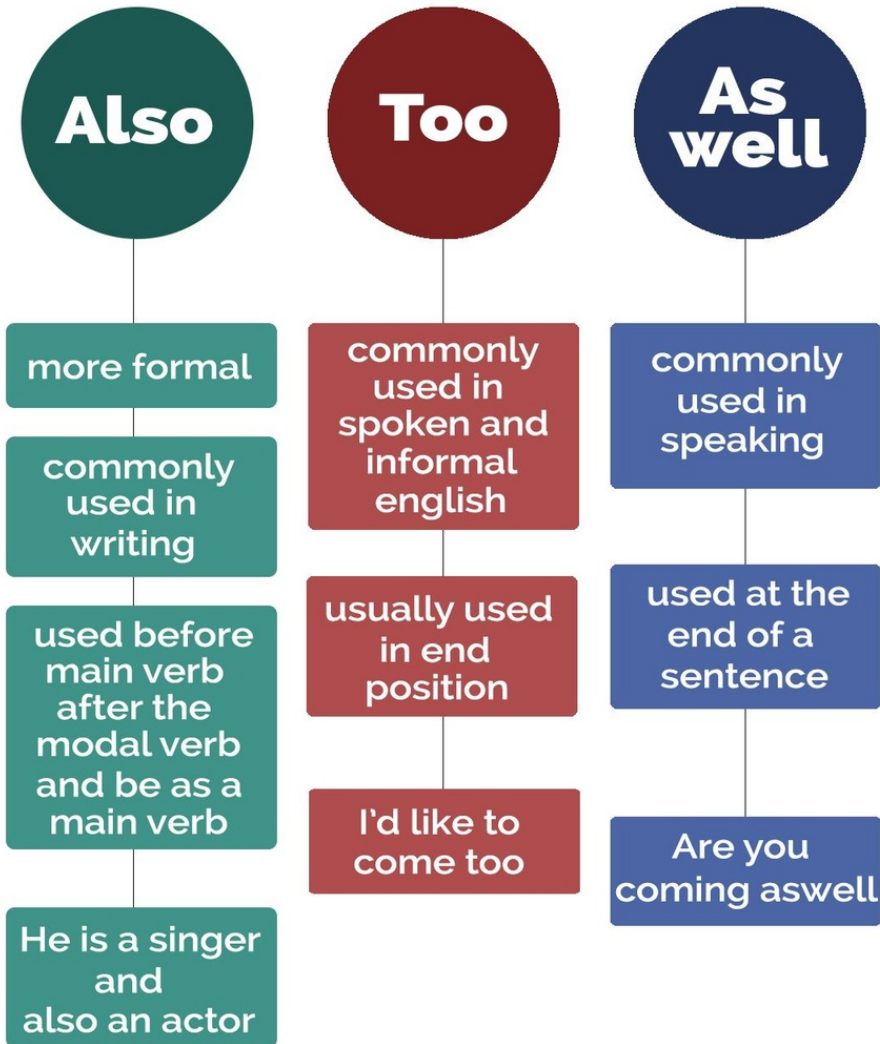 Also
more formal
commonly
used in
writing
used before
main verb
after the
modal verb
and be as a
main verb
He is a singer
and
also an actor
Too
commonly
used in
spoken and
informal
english
usually used
in end
position
I'd like to
come too
As
well
commonly
used in
speaking
used at the
end of a
sentence
Are you
coming aswell